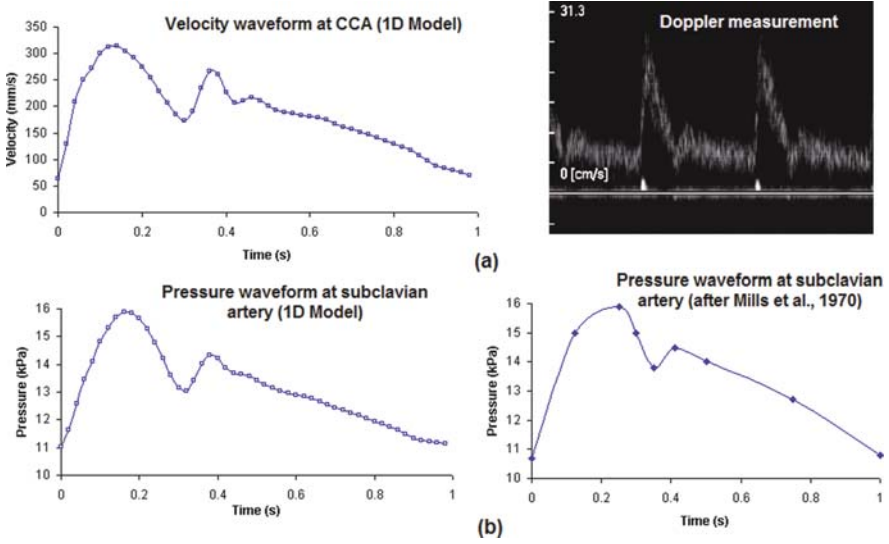 Velocity waveform at CCA (1D Model)
350
300
250
200
150
100
50
0
Velocity (mm/s)
0 0.2 0.4 0.6 0.8 1
Time (s)
31.3
Doppler measurement
0 [cm/s]
(a)
Pressure waveform at subclavian
artery (1D Model)
16
15
14
13
12
11
10
Pressure (kPa)
0 0.2 0.4 0.6 0.8 1
Time (s)
Pressure waveform at subclavian
artery (after Mills et al., 1970)
16
15
14
13
12
11
10
Pressure (kPa)
0 0.2 0.4 0.6 0.8 1
Time (s)
(b)